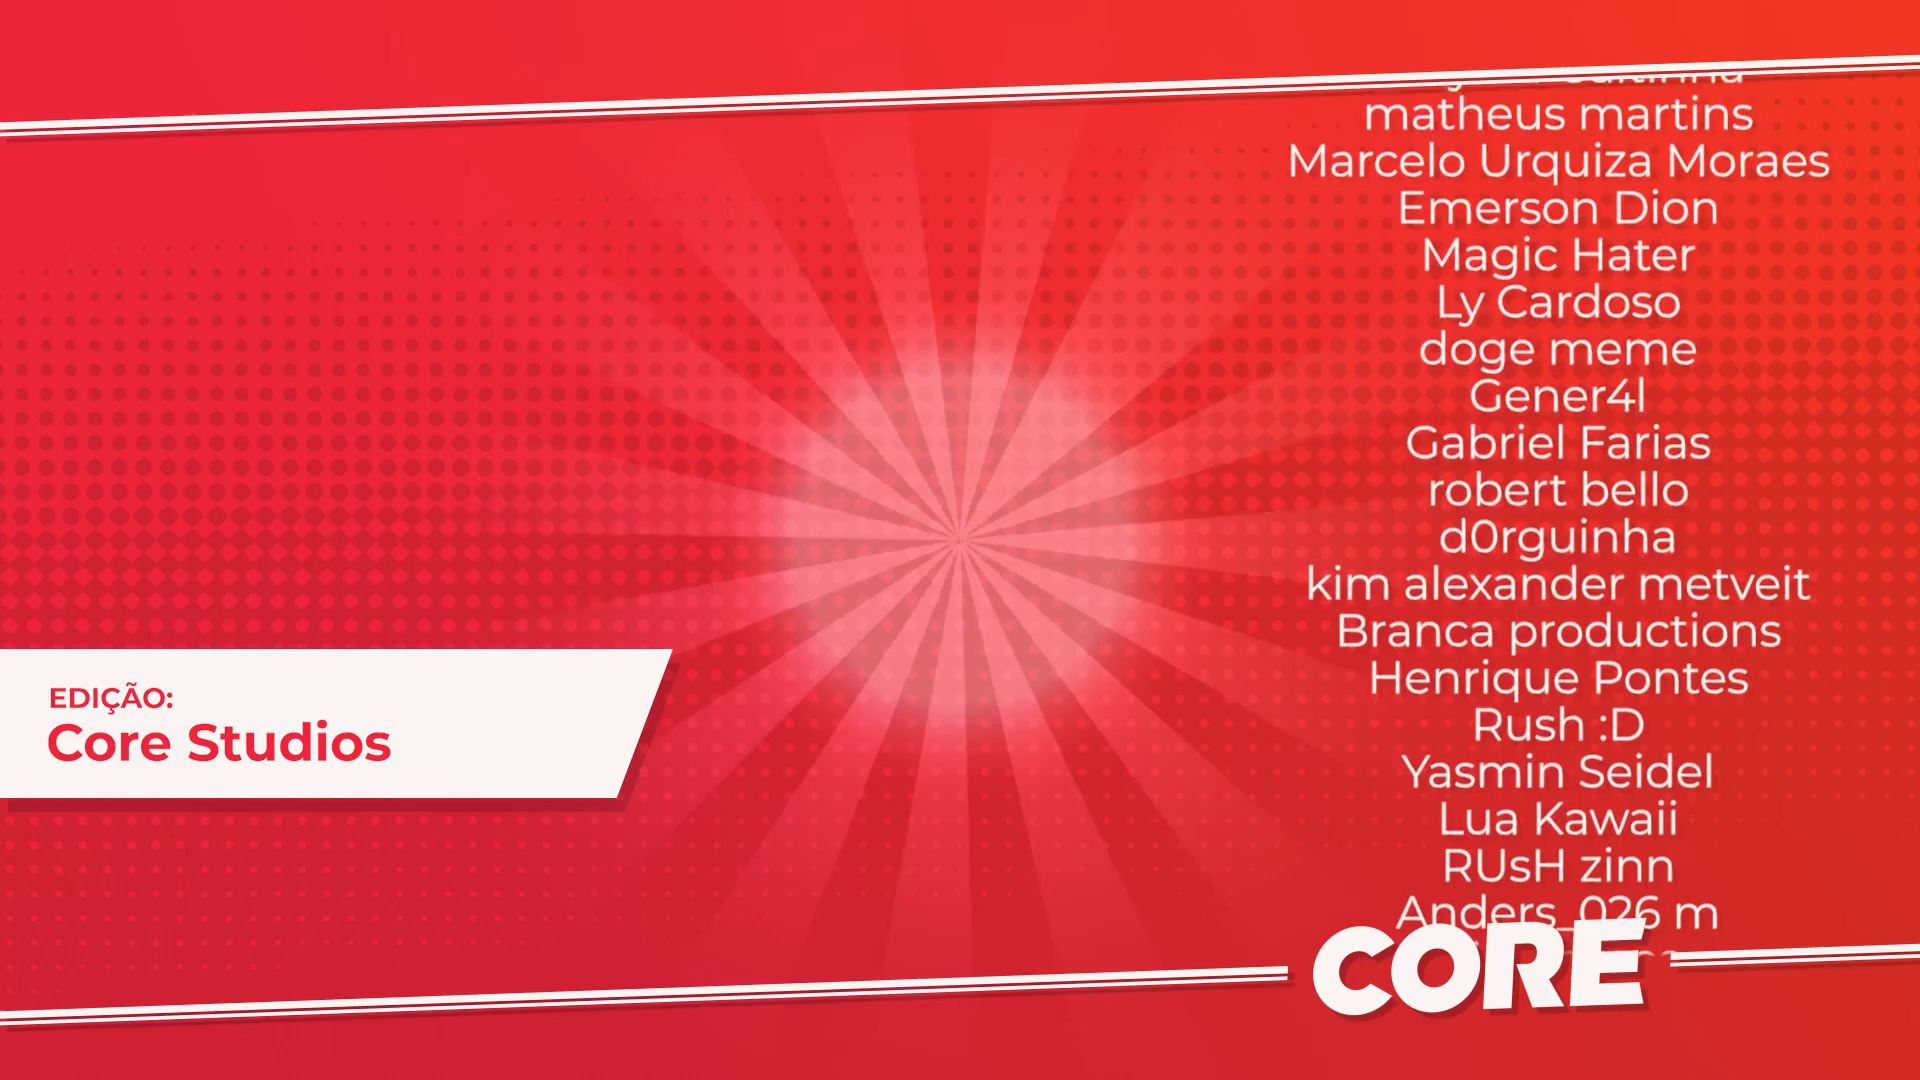 matheus martins
Marcelo Urquiza Moraes
Emerson Dion
Magic Hater
Ly Cardoso
doge meme
Gener4l
Gabriel Farias
robert bello
d0rguinha
kim alexander metveit
Branca productions
Henrique Pontes
Rush :D
Yasmin Seidel
Lua Kawaii
RUsH zinn
Anders_026 m
EDIÇÃO:
Core Studios
CORE